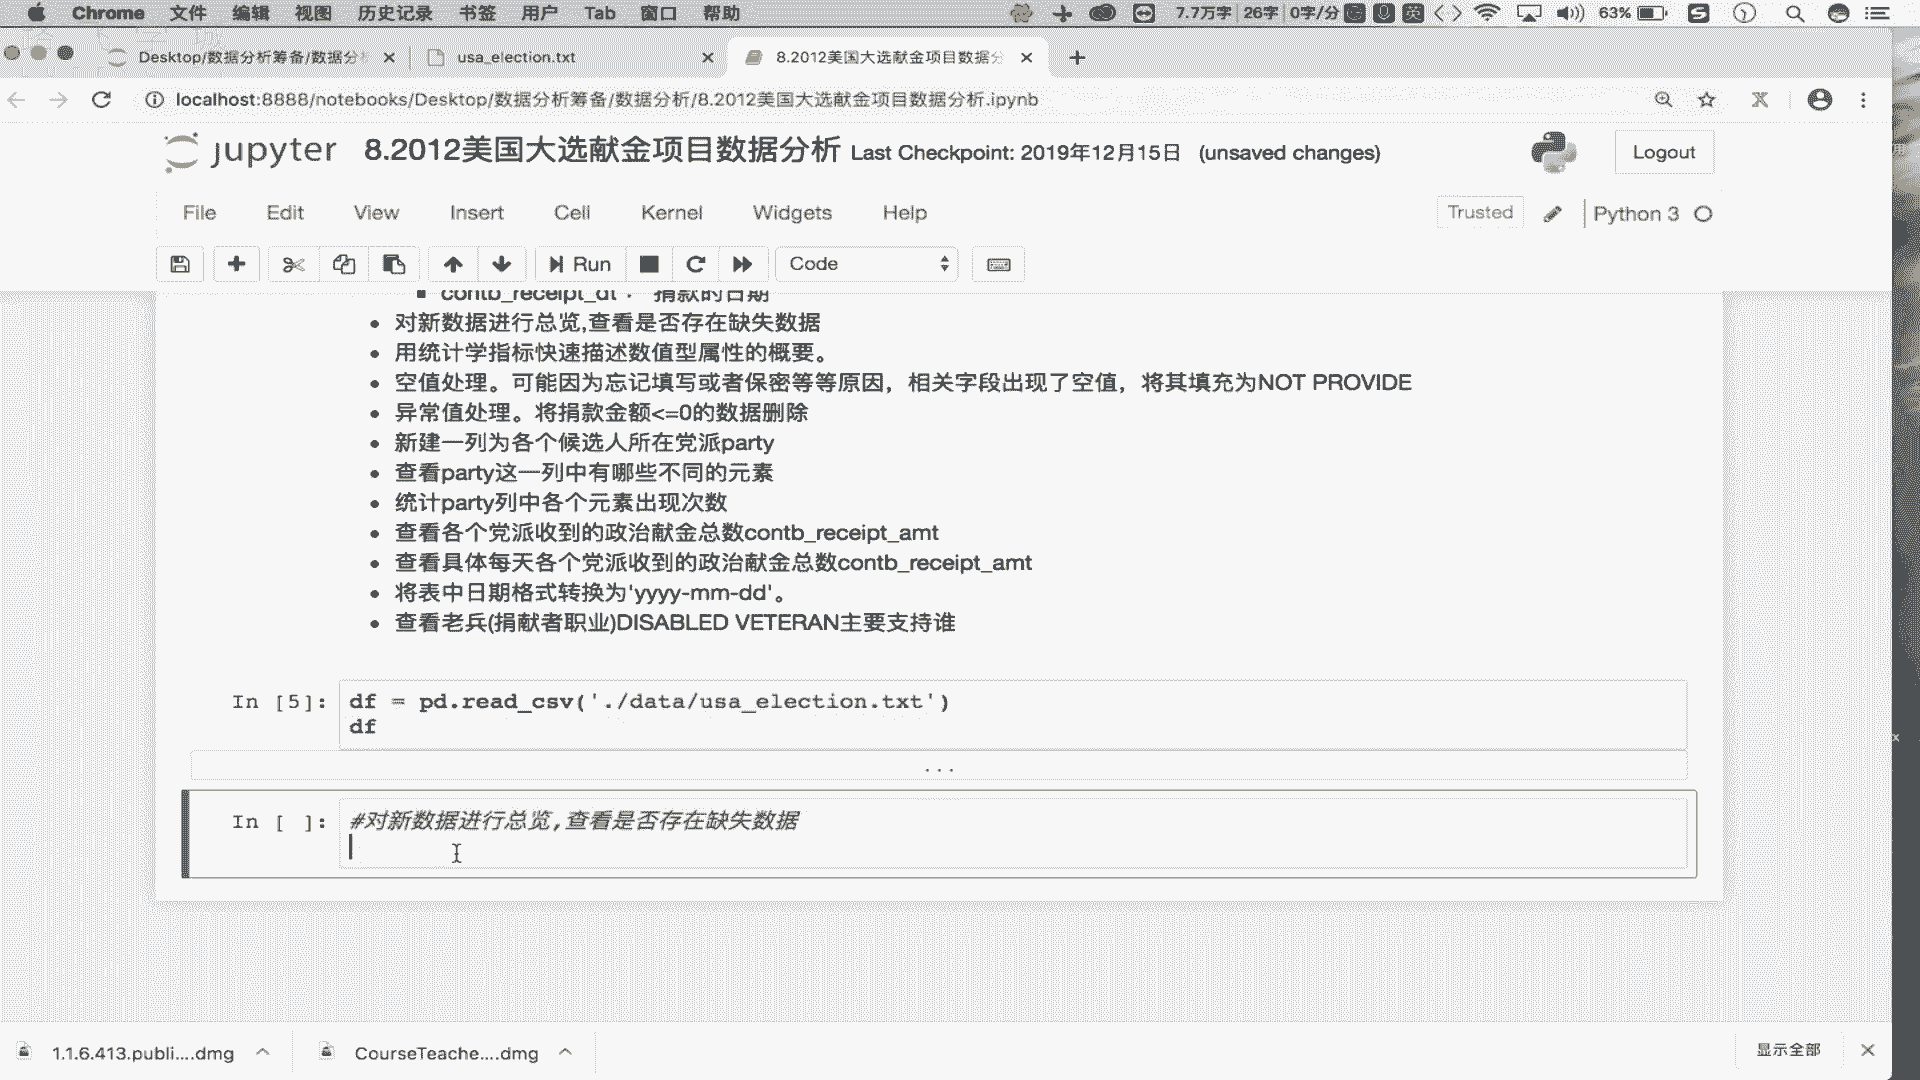 Chrome 文件 编辑 视图 历史记录 书签 用户 Tab 窗口 帮助 7.7万字 26字 0字/分 英 63%
Desktop/数据分析筹备/数据分 usa_election.txt 8.2012美国大选献金项目数据分
localhost:8888/notebooks/Desktop/数据分析筹备/数据分析/8.2012美国大选献金项目数据分析.ipynb
jupyter 8.2012美国大选献金项目数据分析 Last Checkpoint: 2019年12月15日 (unsaved changes) Logout
File Edit View Insert Cell Kernel Widgets Help Trusted Python 3
Run Code
contb_receipt_dt : 捐款的日期
对新数据进行总览,查看是否存在缺失数据
用统计学指标快速描述数值型属性的概要。
空值处理。可能因为忘记填写或者保密等等原因，相关字段出现了空值，将其填充为NOT PROVIDE
异常值处理。将捐款金额<=0的数据删除
新建一列为各个候选人所在党派party
查看party这一列中有哪些不同的元素
统计party列中各个元素出现次数
查看各个党派收到的政治献金总数contb_receipt_amt
查看具体每天各个党派收到的政治献金总数contb_receipt_amt
将表中日期格式转换为'yyyy-mm-dd'。
查看老兵(捐献者职业)DISABLED VETERAN主要支持谁
In [5]: df = pd.read_csv('./data/usa_election.txt')
df
...
In [ ]: #对新数据进行总览,查看是否存在缺失数据
1.1.6.413.publi....dmg CourseTeache....dmg 显示全部